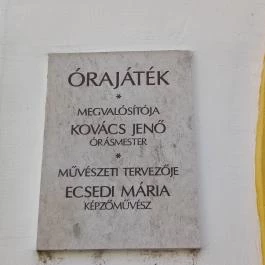 ÓRAJÁTÉK
*
MEGVALÓSÍTÓJA
KOVÁCS JENŐ
ÓRÁSMESTER
*
MŰVÉSZETI TERVEZŐJE
ECSEDI MÁRIA
KÉPZŐMŰVÉSZ